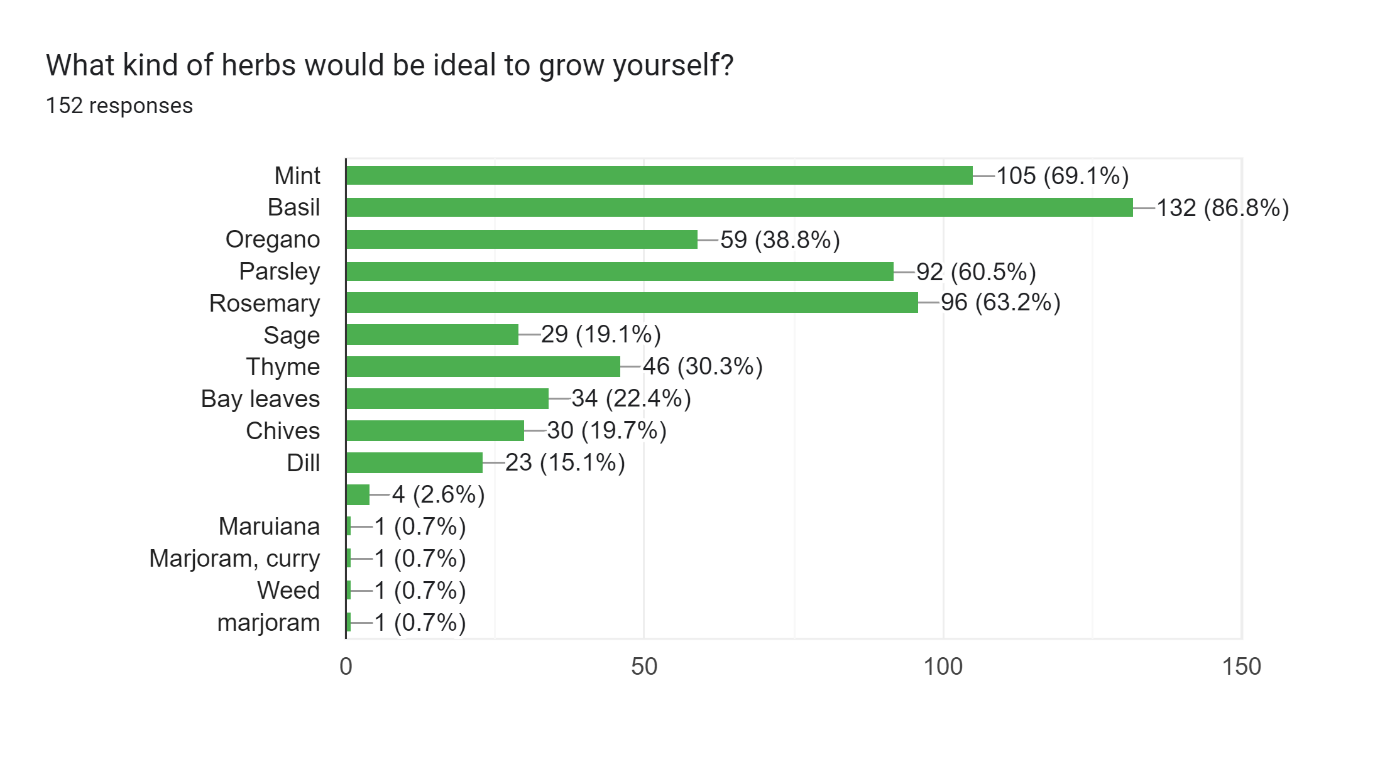 What kind of herbs would be ideal to grow yourself?
152 responses
Mint 105 (69.1%)
Basil 132 (86.8%)
Oregano 59 (38.8%)
Parsley 92 (60.5%)
Rosemary 96 (63.2%)
Sage 29 (19.1%)
Thyme 46 (30.3%)
Bay leaves 34 (22.4%)
Chives 30 (19.7%)
Dill 23 (15.1%)
4 (2.6%)
Maruiana 1 (0.7%)
Marjoram, curry 1 (0.7%)
Weed 1 (0.7%)
marjoram 1 (0.7%)
0 50 100 150